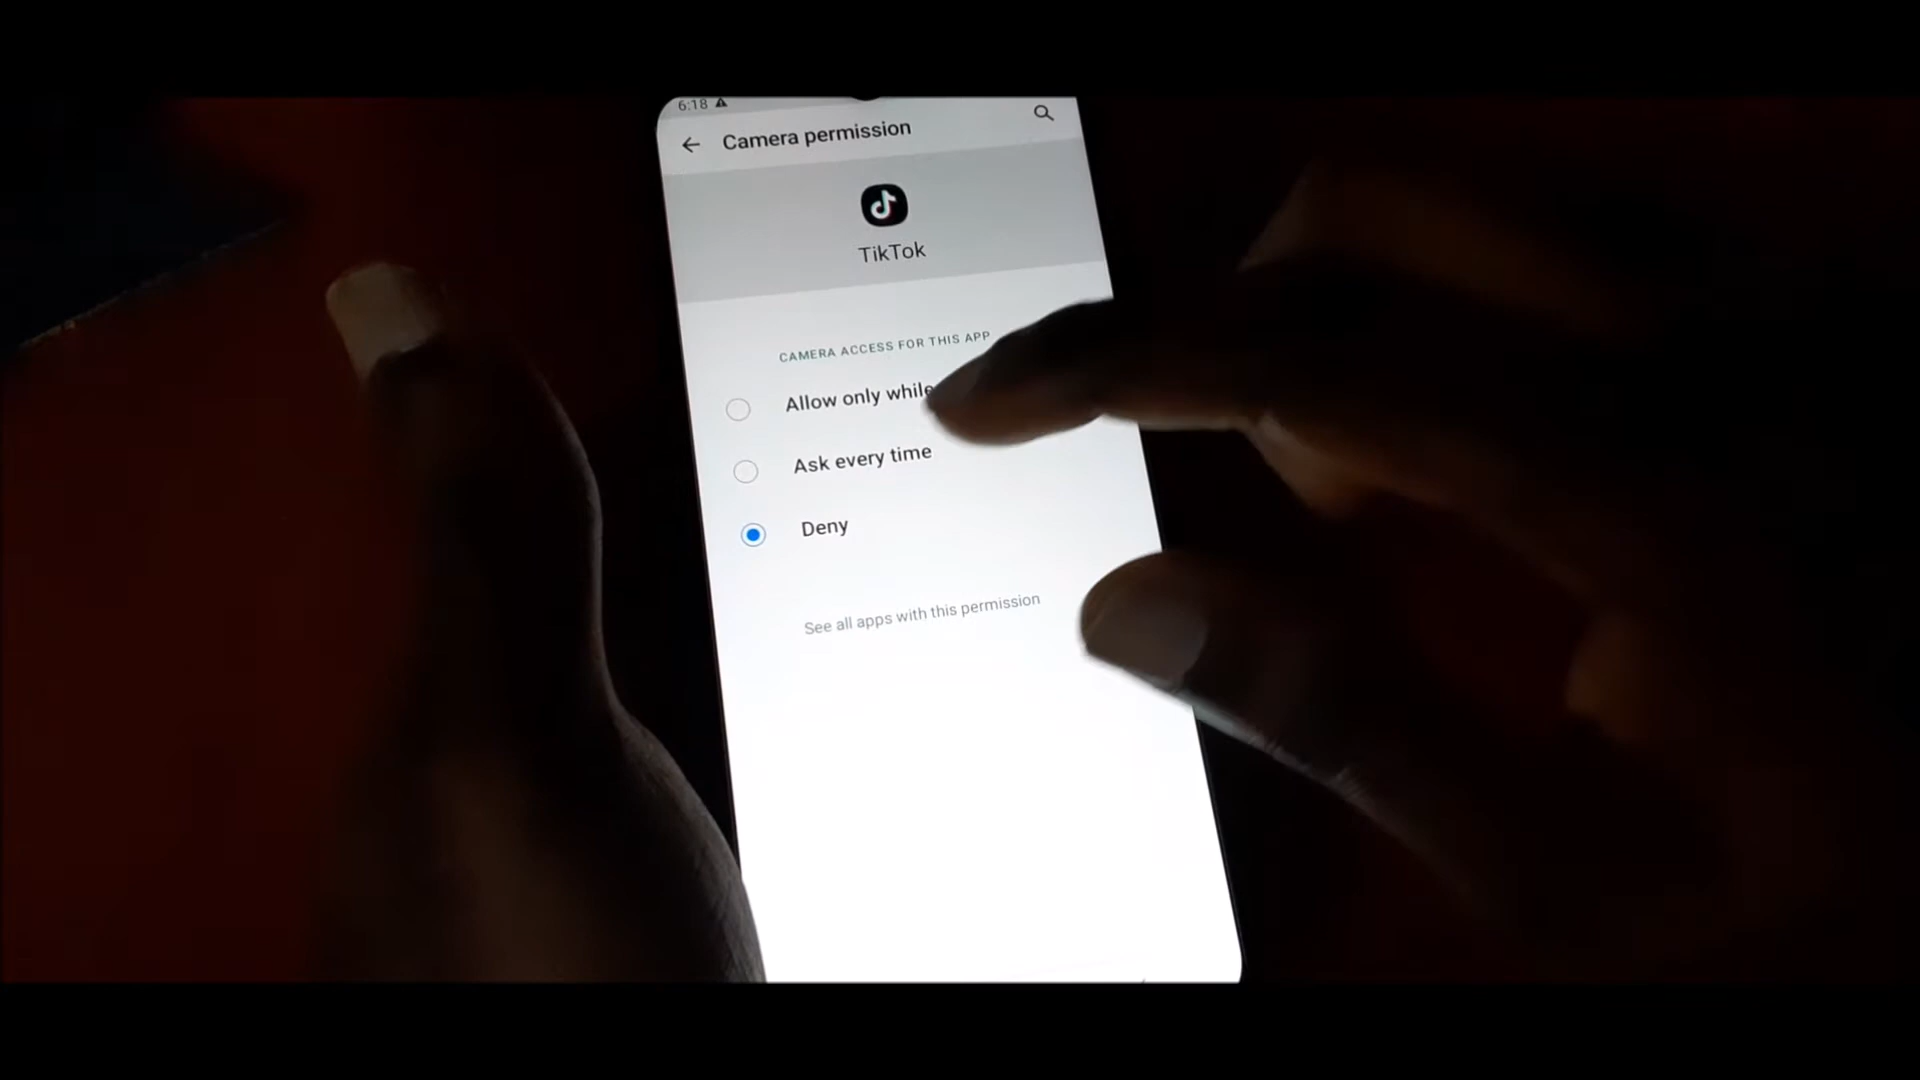 6:18
Camera permission
TikTok
CAMERA ACCESS FOR THIS APP
Allow only while
Ask every time
Deny
See all apps with this permission